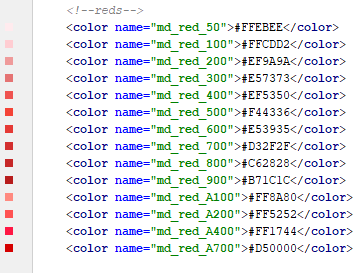 <!--reds-->
<color name="md_red_50">#FFEBEE</color>
<color name="md_red_100">#FFCDD2</color>
<color name="md_red_200">#EF9A9A</color>
<color name="md_red_300">#E57373</color>
<color name="md_red_400">#EF5350</color>
<color name="md_red_500">#F44336</color>
<color name="md_red_600">#E53935</color>
<color name="md_red_700">#D32F2F</color>
<color name="md_red_800">#C62828</color>
<color name="md_red_900">#B71C1C</color>
<color name="md_red_A100">#FF8A80</color>
<color name="md_red_A200">#FF5252</color>
<color name="md_red_A400">#FF1744</color>
<color name="md_red_A700">#D50000</color>